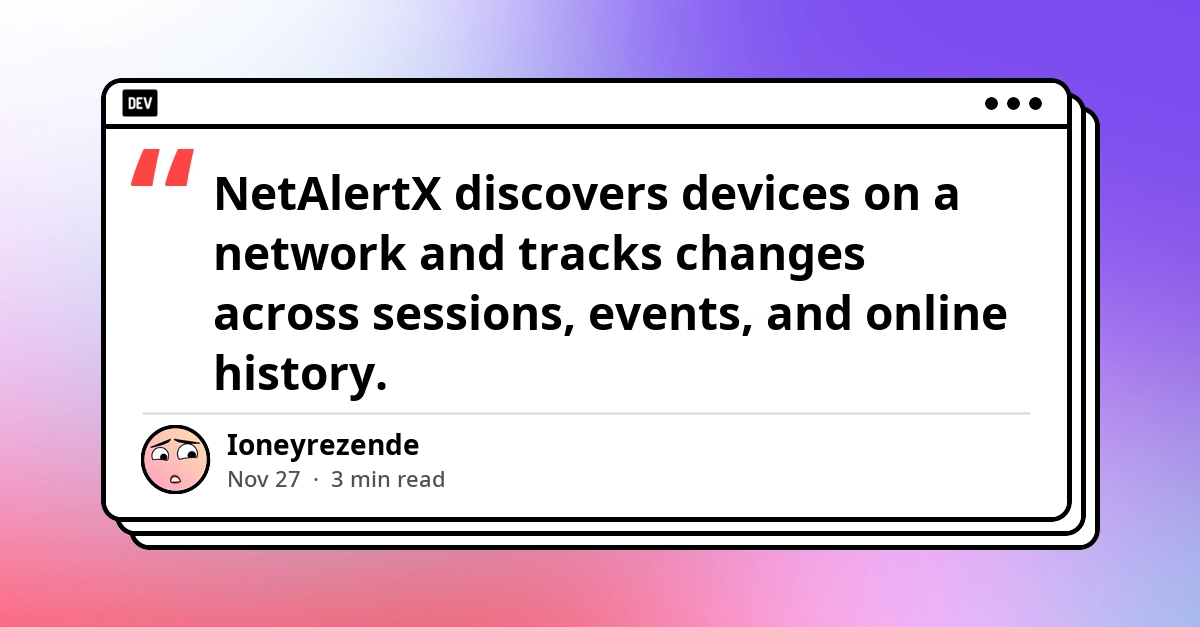 DEV
“
NetAlertX discovers devices on a
network and tracks changes
across sessions, events, and online
history.
Ioneyrezende
Nov 27 · 3 min read